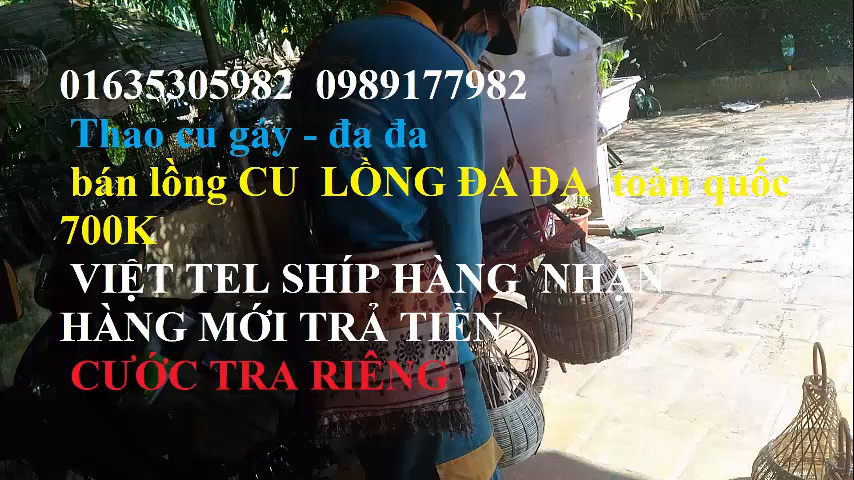 01635305982 0989177982
Thao cu gáy - đa đa
bán lồng CU LỒNG ĐA ĐA toàn quốc
700K
VIỆT TEL SHÍP HÀNG NHẠN
HÀNG MỚI TRẢ TIỀN
CƯỚC TRA RIÊNG